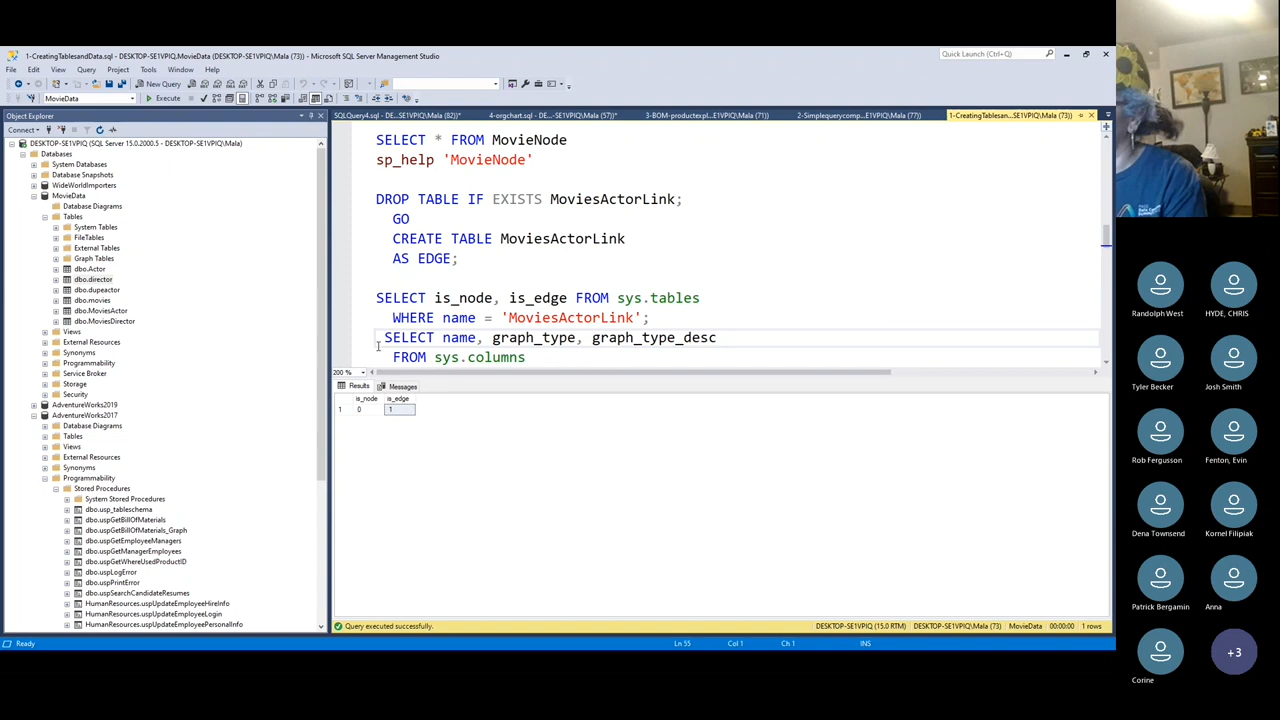 1-CreatingTablesandData.sql - DESKTOP-SE1VPIQ.MovieData (DESKTOP-SE1VPIQ\Mala (73)) - Microsoft SQL Server Management Studio
Quick Launch (Ctrl+Q)
File Edit View Query Project Tools Window Help
New Query
MovieData
Execute
Object Explorer
SQLQuery4.sql - DE...E1VPIQ\Mala (82))*
4-orgchart.sql - DE...-SE1VPIQ\Mala (57))*
3-BOM-productexpl...E1VPIQ\Mala (71))
2-Simplequerycomp...E1VPIQ\Mala (77))
1-CreatingTablesan...SE1VPIQ\Mala (73))
Connect
DESKTOP-SE1VPIQ (SQL Server 15.0.2000.5 - DESKTOP-SE1VPIQ\Mala)
Databases
System Databases
Database Snapshots
WideWorldImporters
MovieData
Database Diagrams
Tables
System Tables
FileTables
External Tables
Graph Tables
dbo.Actor
dbo.director
dbo.dupeactor
dbo.movies
dbo.MoviesActor
dbo.MoviesDirector
Views
External Resources
Synonyms
Programmability
Service Broker
Storage
Security
AdventureWorks2019
AdventureWorks2017
Database Diagrams
Tables
Views
External Resources
Synonyms
Programmability
Stored Procedures
System Stored Procedures
dbo.usp_tableschema
dbo.uspGetBillOfMaterials
dbo.uspGetBillOfMaterials_Graph
dbo.uspGetEmployeeManagers
dbo.uspGetManagerEmployees
dbo.uspGetWhereUsedProductID
dbo.uspLogError
dbo.uspPrintError
dbo.uspSearchCandidateResumes
HumanResources.uspUpdateEmployeeHireInfo
HumanResources.uspUpdateEmployeeLogin
HumanResources.uspUpdateEmployeePersonalInfo
SELECT * FROM MovieNode
sp_help 'MovieNode'
DROP TABLE IF EXISTS MoviesActorLink;
GO
CREATE TABLE MoviesActorLink
AS EDGE;
SELECT is_node, is_edge FROM sys.tables
WHERE name = 'MoviesActorLink';
SELECT name, graph_type, graph_type_desc
FROM sys.columns
200 %
Results Messages
is_node is_edge
1 0 1
Query executed successfully.
DESKTOP-SE1VPIQ (15.0 RTM) DESKTOP-SE1VPIQ\Mala (73) MovieData 00:00:00 1 rows
Ready
Ln 55 Col 1 Ch 1 INS
Randolph West
HYDE, CHRIS
Tyler Becker
Josh Smith
Rob Fergusson
Fenton, Evin
Dena Townsend
Kornel Filipiak
Patrick Bergamin
Anna
Corine
+3